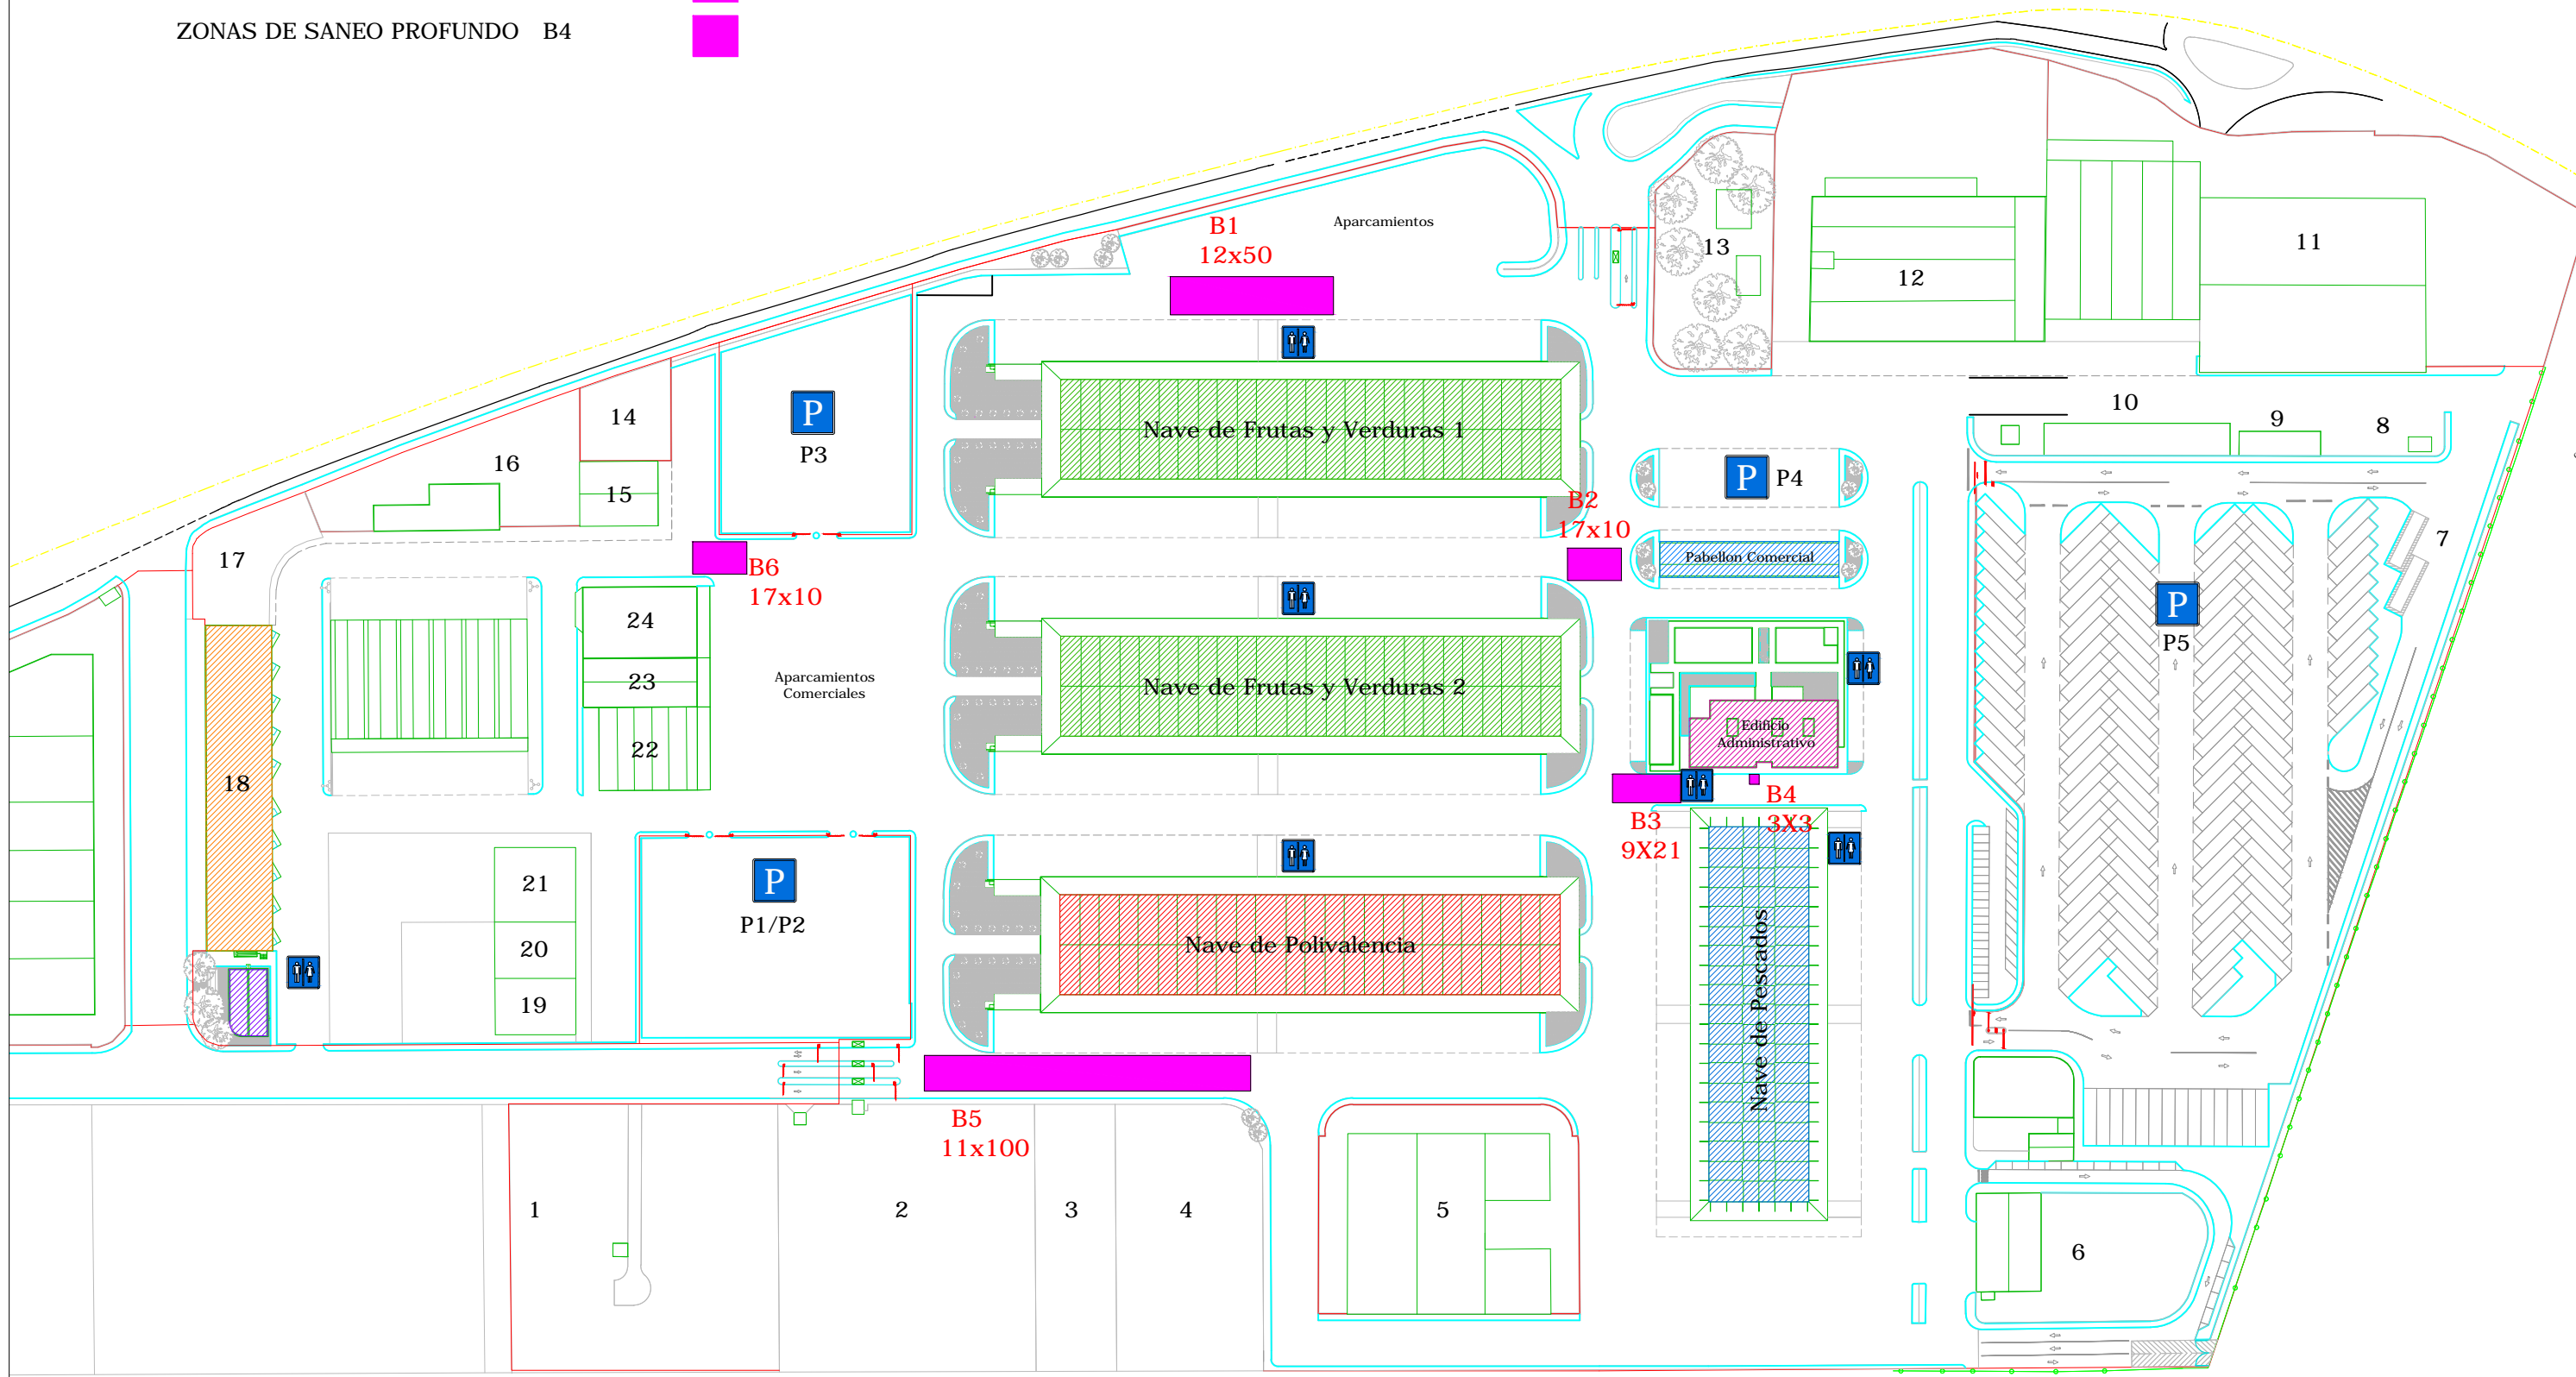 ZONAS DE SANEO PROFUNDO B4
B1
12x50
Aparcamientos
13
12
11
10
9
8
7
14
15
16
17
P
P3
Nave de Frutas y Verduras 1
P
P4
B2
17x10
Pabellon Comercial
B6
17x10
P
P5
24
23
22
18
Aparcamientos
Comerciales
Nave de Frutas y Verduras 2
Edificio
Administrativo
B3
9X21
B4
3X3
21
20
19
P
P1/P2
Nave de Polivalencia
Nave de Pescados
B5
11x100
1
2
3
4
5
6